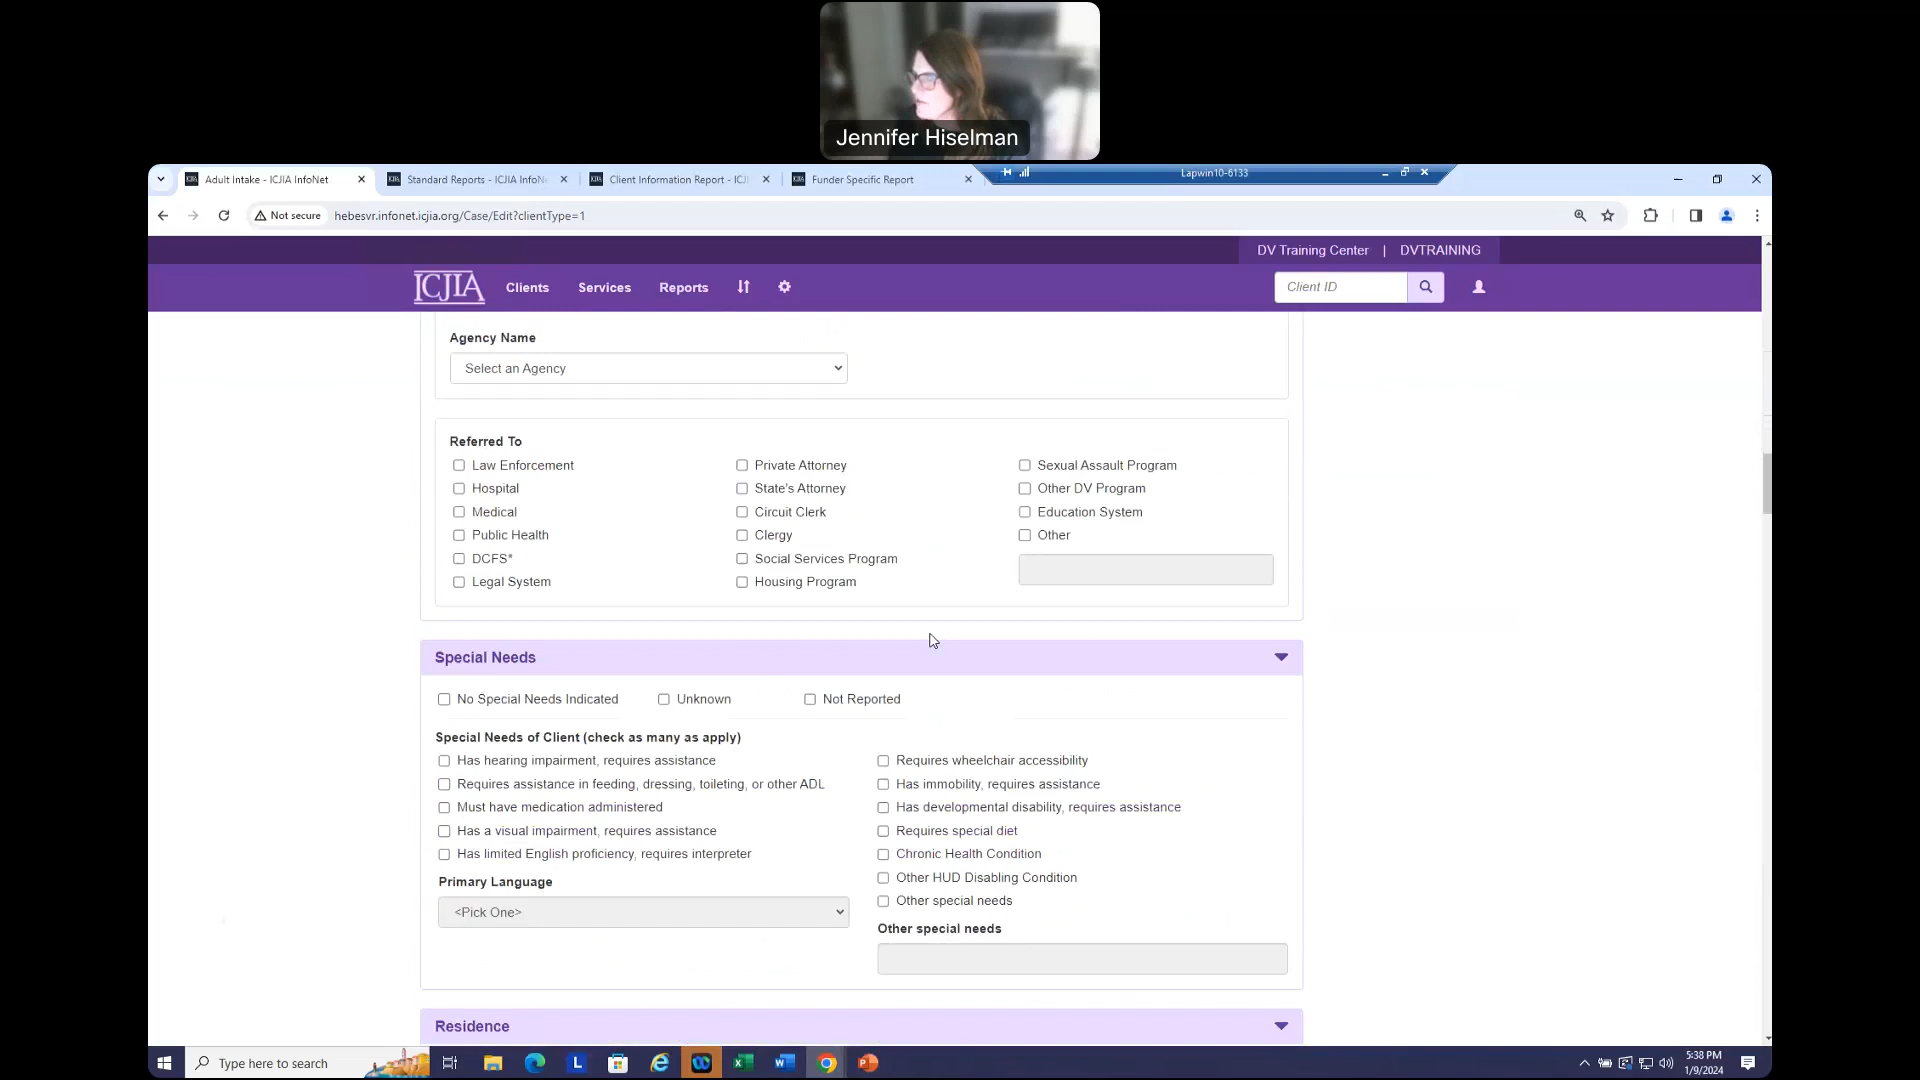 Jennifer Hiselman
Adult Intake - ICJIA InfoNet
Standard Reports - ICJIA InfoN
Client Information Report - ICJ
Funder Specific Report
Lapwin10-6133
Not secure
hebesvr.infonet.icjia.org/Case/Edit?clientType=1
DV Training Center | DVTRAINING
ICJIA
Clients
Services
Reports
Client ID
Agency Name
Select an Agency
Referred To
Law Enforcement
Hospital
Medical
Public Health
DCFS*
Legal System
Private Attorney
State's Attorney
Circuit Clerk
Clergy
Social Services Program
Housing Program
Sexual Assault Program
Other DV Program
Education System
Other
Special Needs
No Special Needs Indicated
Unknown
Not Reported
Special Needs of Client (check as many as apply)
Has hearing impairment, requires assistance
Requires assistance in feeding, dressing, toileting, or other ADL
Must have medication administered
Has a visual impairment, requires assistance
Has limited English proficiency, requires interpreter
Primary Language
<Pick One>
Requires wheelchair accessibility
Has immobility, requires assistance
Has developmental disability, requires assistance
Requires special diet
Chronic Health Condition
Other HUD Disabling Condition
Other special needs
Other special needs
Residence
Type here to search
5:38 PM
1/9/2024